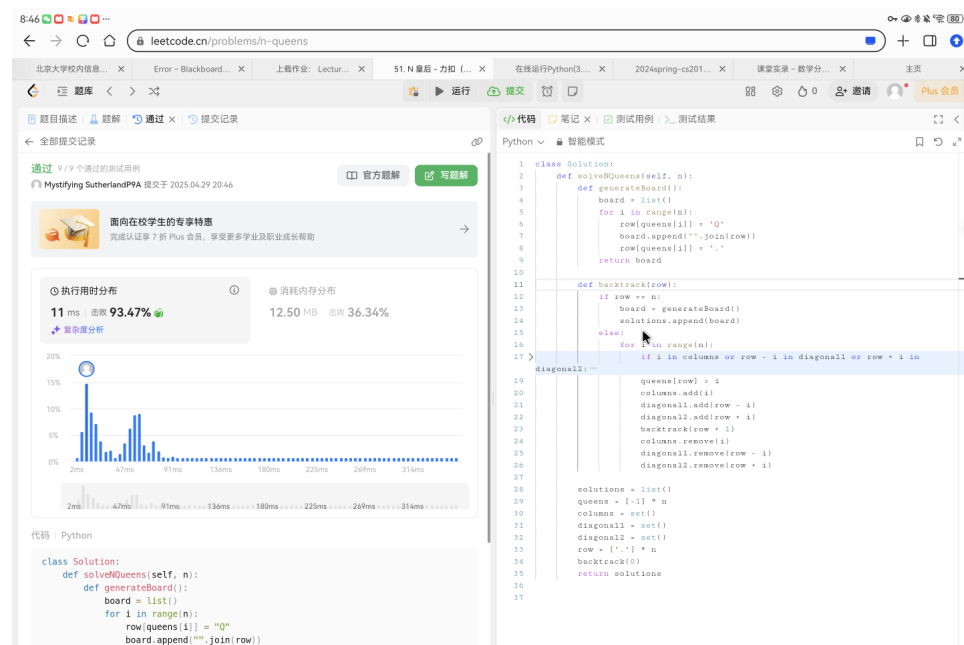 8:46
80
leetcode.cn/problems/n-queens
北京大学校内信息...
Error – Blackboard...
上载作业: Lectur...
51. N 皇后 - 力扣（...
在线运行Python(3....
2024spring-cs201...
课堂实录 – 数学分...
主页
题库
运行
提交
0
邀请
Plus 会员
题目描述
题解
通过
提交记录
</>代码
笔记
测试用例
>_ 测试结果
全部提交记录
Python
智能模式
通过 9 / 9 个通过的测试用例
Mystifying SutherlandP9A 提交于 2025.04.29 20:46
官方题解
写题解
面向在校学生的专享特惠
完成认证享 7 折 Plus 会员，享受更多学业及职业成长帮助
执行用时分布
11 ms 击败 93.47%
复杂度分析
消耗内存分布
12.50 MB 击败 36.34%
20%
15%
10%
5%
0%
2ms 47ms 91ms 136ms 180ms 225ms 269ms 314ms
2ms 47ms 91ms 136ms 180ms 225ms 269ms 314ms
代码 | Python
class Solution:
def solveNQueens(self, n):
def generateBoard():
board = list()
for i in range(n):
row[queens[i]] = "Q"
board.append("".join(row))
1 class Solution:
2 def solveNQueens(self, n):
3 def generateBoard():
4 board = list()
5 for i in range(n):
6 row[queens[i]] = "Q"
7 board.append("".join(row))
8 row[queens[i]] = "."
9 return board
10
11 def backtrack(row):
12 if row == n:
13 board = generateBoard()
14 solutions.append(board)
15 else:
16 for i in range(n):
17 if i in columns or row - i in diagonal1 or row + i in
diagonal2:
19 queens[row] = i
20 columns.add(i)
21 diagonal1.add(row - i)
22 diagonal2.add(row + i)
23 backtrack(row + 1)
24 columns.remove(i)
25 diagonal1.remove(row - i)
26 diagonal2.remove(row + i)
27
28 solutions = list()
29 queens = [-1] * n
30 columns = set()
31 diagonal1 = set()
32 diagonal2 = set()
33 row = ['.'] * n
34 backtrack(0)
35 return solutions
36
37